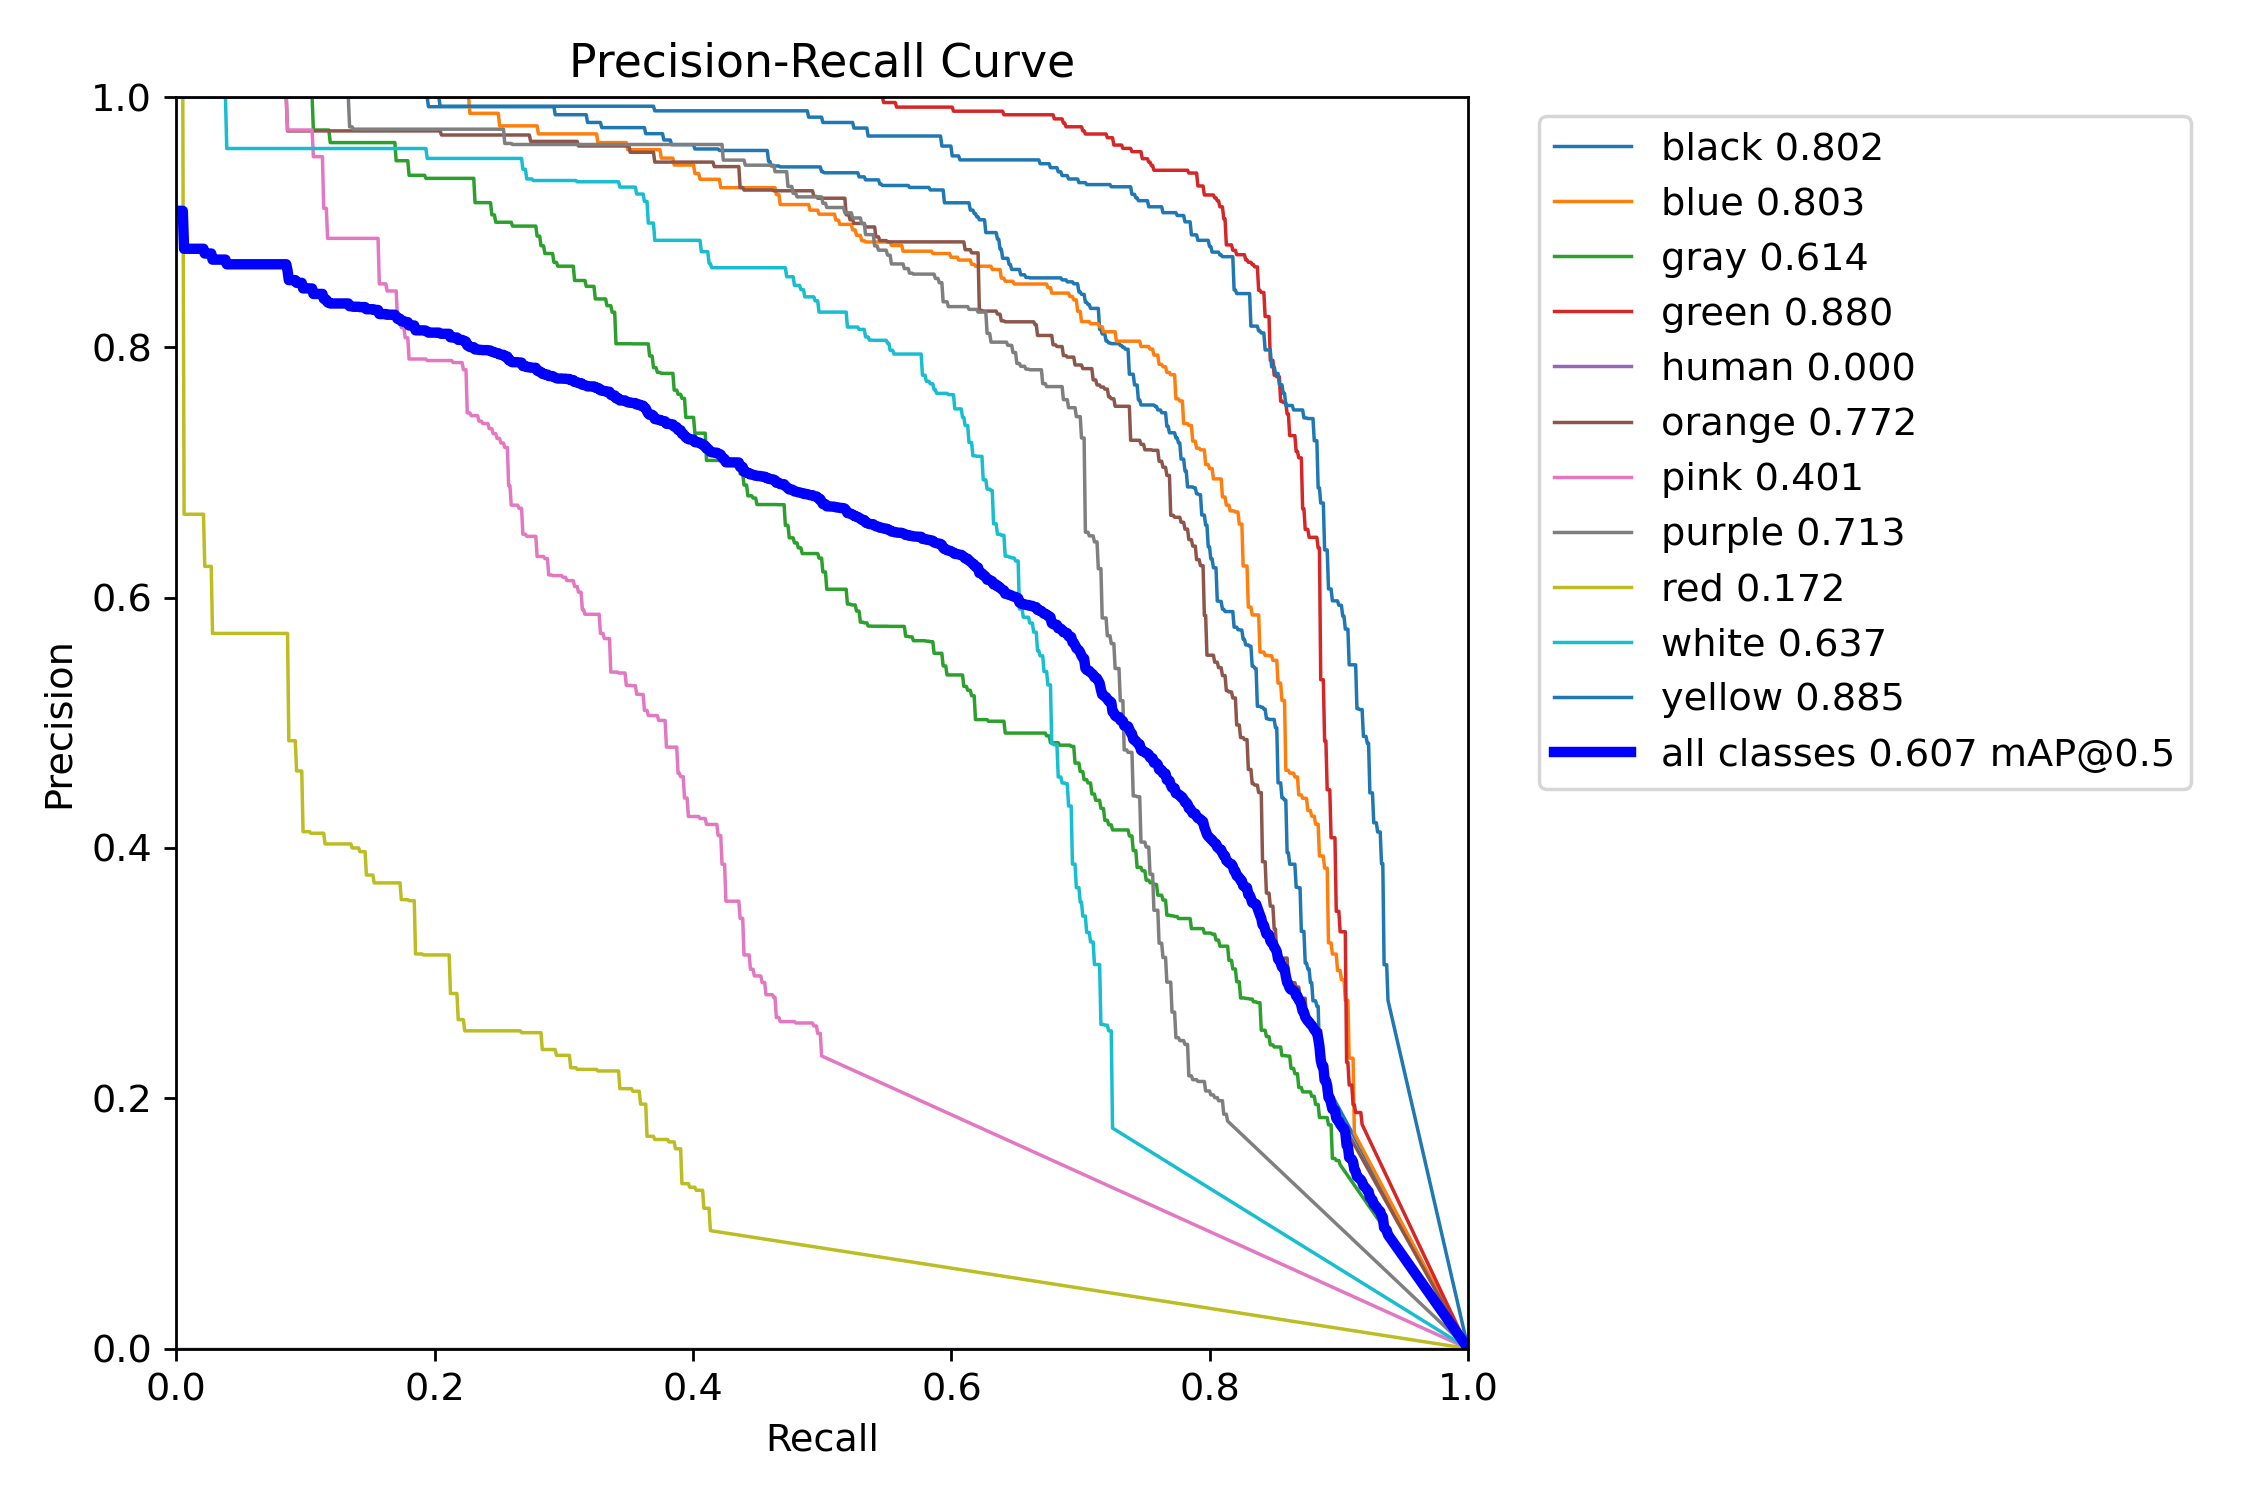 Precision-Recall Curve
1.0
0.8
0.6
0.4
0.2
0.0
Precision
0.0 0.2 0.4 0.6 0.8 1.0
Recall
black 0.802
blue 0.803
gray 0.614
green 0.880
human 0.000
orange 0.772
pink 0.401
purple 0.713
red 0.172
white 0.637
yellow 0.885
all classes 0.607 mAP@0.5